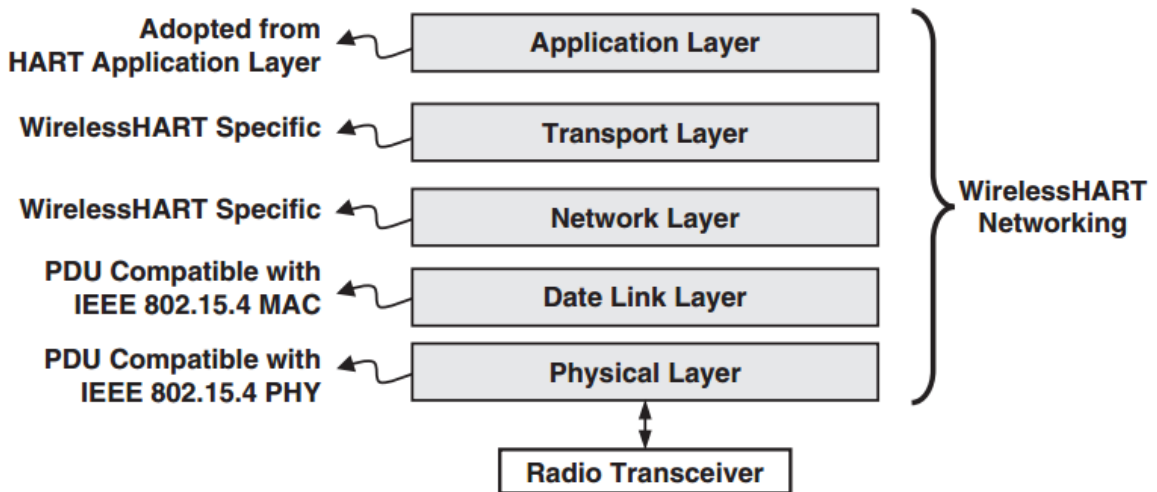 Adopted from
HART Application Layer
Application Layer
WirelessHART Specific
Transport Layer
WirelessHART Specific
Network Layer
WirelessHART
Networking
PDU Compatible with
IEEE 802.15.4 MAC
Date Link Layer
PDU Compatible with
IEEE 802.15.4 PHY
Physical Layer
Radio Transceiver